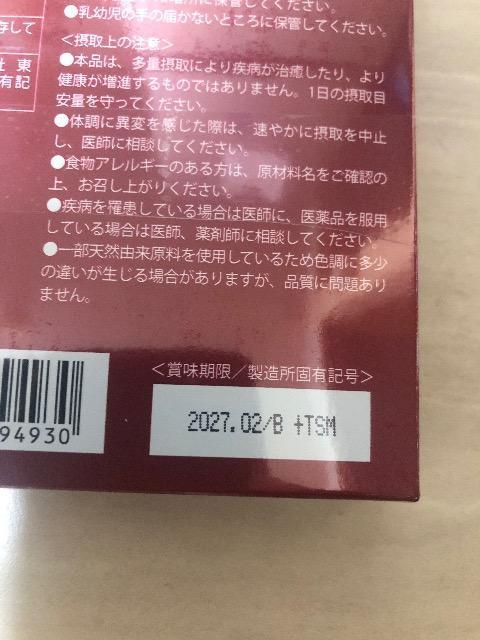 ●乳幼児の手の届かないところに保管してください。
＜摂取上の注意＞
●本品は、多量摂取により疾病が治癒したり、より
健康が増進するものではありません。1日の摂取目
安量を守ってください。
●体調に異変を感じた際は、速やかに摂取を中止
し、医師に相談してください。
●食物アレルギーのある方は、原材料名をご確認の
上、お召し上がりください。
●疾病を罹患している場合は医師に、医薬品を服用
している場合は医師、薬剤師に相談してください。
●一部天然由来原料を使用しているため色調に多少
の違いが生じる場合がありますが、品質に問題あり
ません。
存して
社 東
有記
94930
＜賞味期限／製造所固有記号＞
2027.02/B +TSM